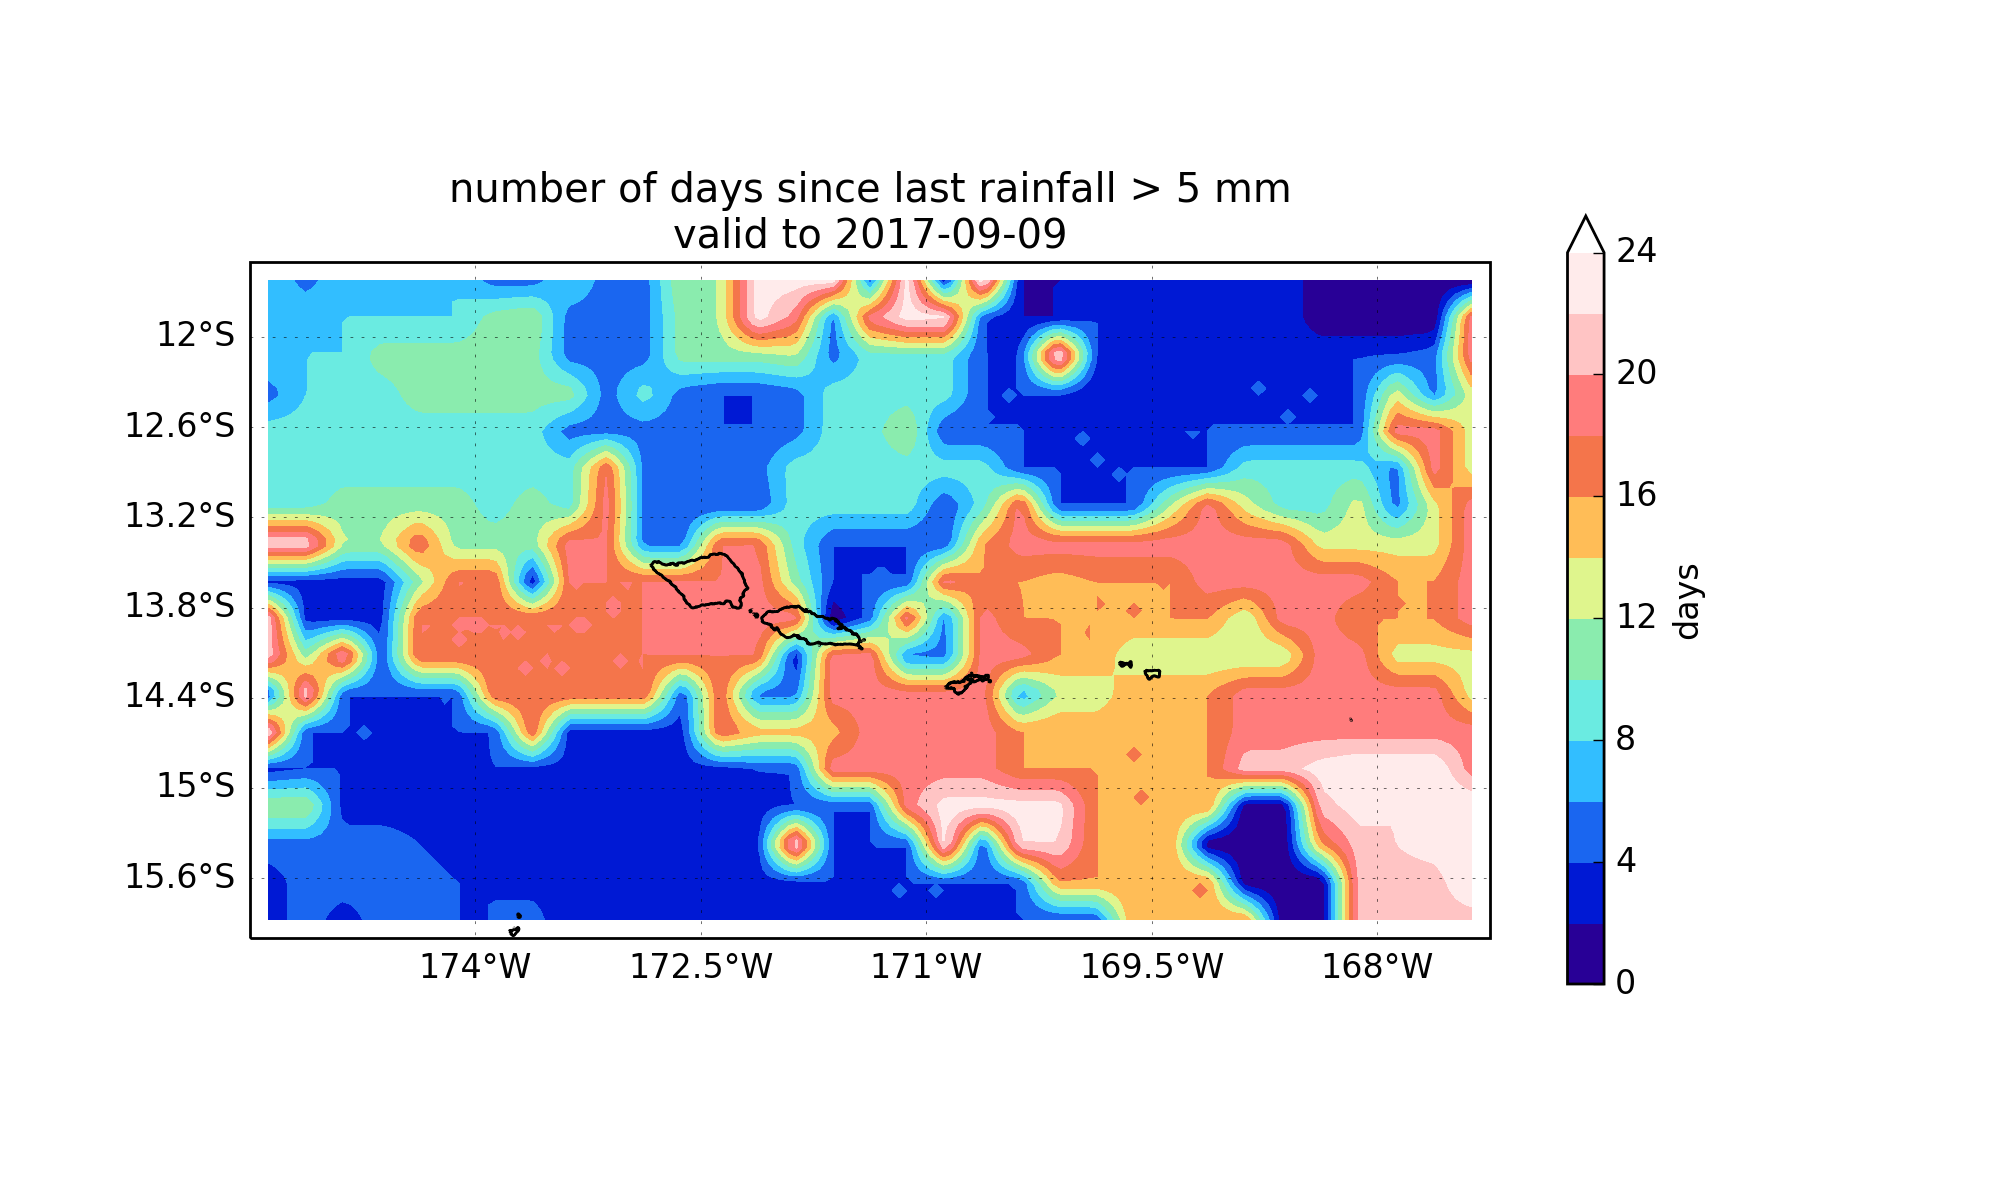 number of days since last rainfall > 5 mm
valid to 2017-09-09
12°S
12.6°S
13.2°S
13.8°S
14.4°S
15°S
15.6°S
174°W
172.5°W
171°W
169.5°W
168°W
24
20
16
12
8
4
0
days